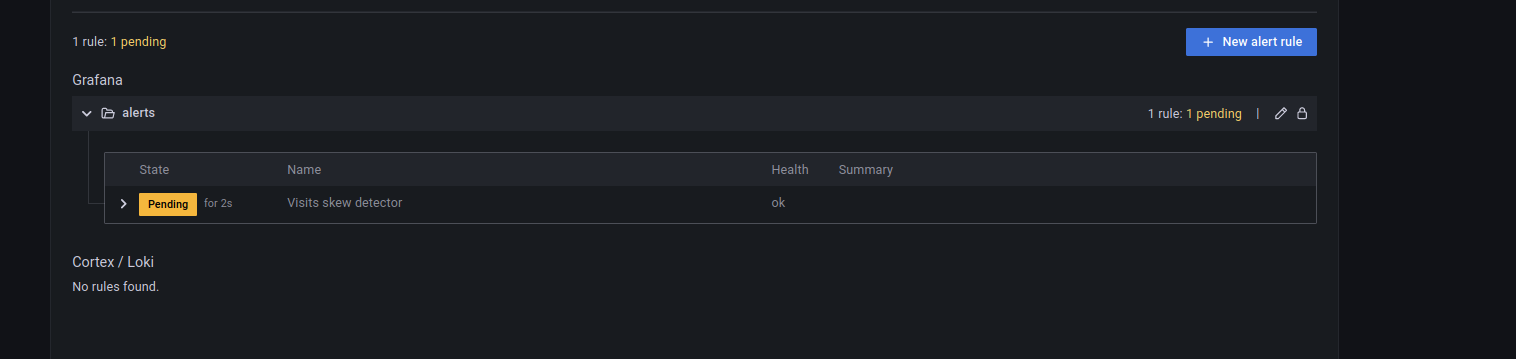 1 rule: 1 pending
+ New alert rule
Grafana
alerts 1 rule: 1 pending |
State Name Health Summary
Pending for 2s Visits skew detector ok
Cortex / Loki
No rules found.